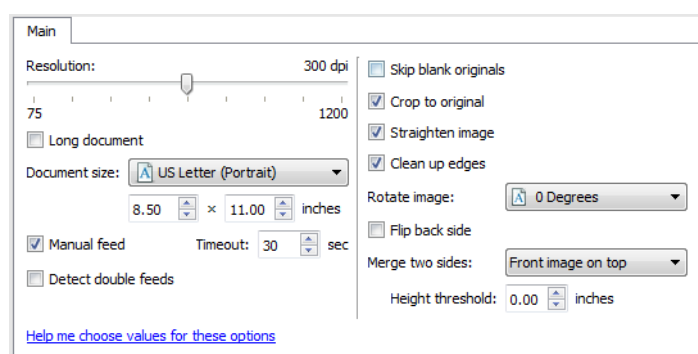 Main
Resolution: 300 dpi
75 1200
Long document
Document size: A US Letter (Portrait)
8.50 × 11.00 inches
Manual feed Timeout: 30 sec
Detect double feeds
Help me choose values for these options
Skip blank originals
Crop to original
Straighten image
Clean up edges
Rotate image: A 0 Degrees
Flip back side
Merge two sides: Front image on top
Height threshold: 0.00 inches